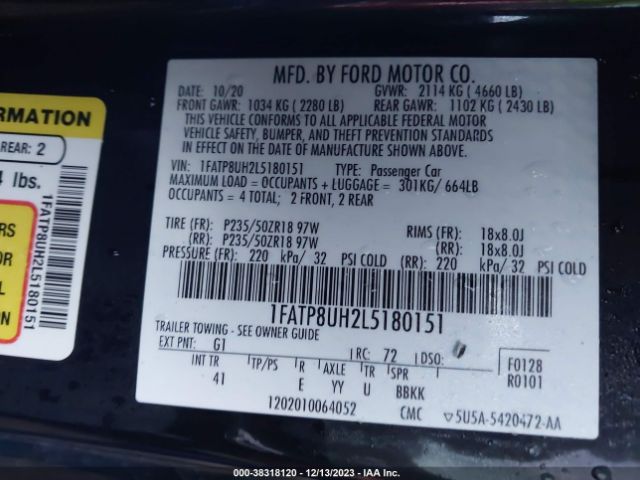 MFD. BY FORD MOTOR CO.
DATE: 10/20 GVWR: 2114 KG ( 4660 LB)
FRONT GAWR: 1034 KG ( 2280 LB) REAR GAWR: 1102 KG ( 2430 LB)
THIS VEHICLE CONFORMS TO ALL APPLICABLE FEDERAL MOTOR
VEHICLE SAFETY, BUMPER, AND THEFT PREVENTION STANDARDS
IN EFFECT ON THE DATE OF MANUFACTURE SHOWN ABOVE.
VIN: 1FATP8UH2L5180151 TYPE: Passenger Car
MAXIMUM LOAD = OCCUPANTS + LUGGAGE = 301KG/ 664LB
OCCUPANTS = 4 TOTAL; 2 FRONT, 2 REAR
TIRE (FR): P235/50ZR18 97W RIMS (FR): 18x8.0J
(RR): P235/50ZR18 97W (RR): 18x8.0J
PRESSURE (FR): 220 kPa/ 32 PSI COLD (RR): 220 kPa/ 32 PSI COLD
1FATP8UH2L5180151
TRAILER TOWING - SEE OWNER GUIDE
EXT PNT: G1 RC: 72 DSO: F0128
INT TR TP/PS R AXLE TR SPR R0101
41 E YY U BBKK
1202010064052 CMC 5U5A-5420472-AA
ORMATION
REAR: 2
4 lbs.
1FATP8UH2L5180151
RS
OR
L
ON
000-38318120 - 12/13/2023 - IAA Inc.